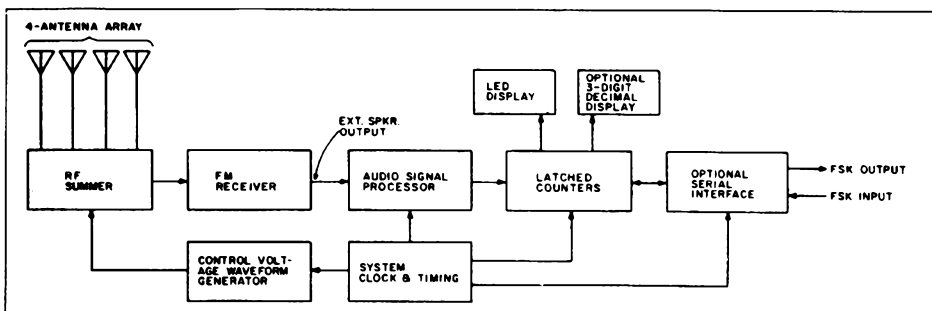 4-ANTENNA ARRAY
LED
DISPLAY
OPTIONAL
3-DIGIT
DECIMAL
DISPLAY
EXT. SPKR.
OUTPUT
RF
SUMMER
FM
RECEIVER
AUDIO SIGNAL
PROCESSOR
LATCHED
COUNTERS
OPTIONAL
SERIAL
INTERFACE
FSK OUTPUT
FSK INPUT
CONTROL VOLT-
AGE WAVEFORM
GENERATOR
SYSTEM
CLOCK & TIMING